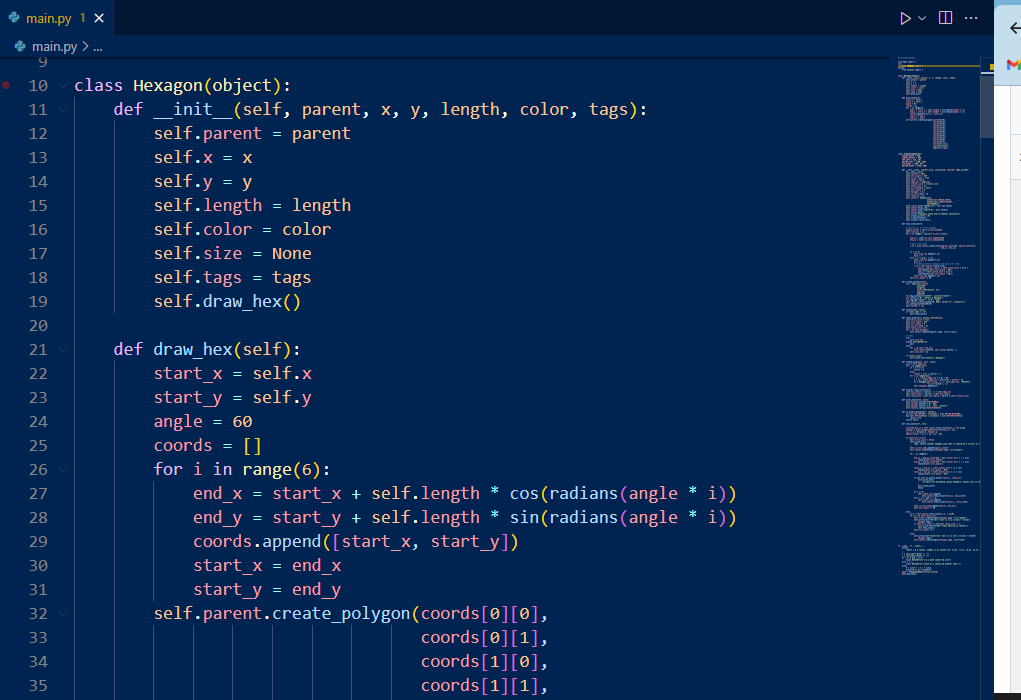 main.py 1
main.py > ...
9
10 class Hexagon(object):
11     def __init__(self, parent, x, y, length, color, tags):
12         self.parent = parent
13         self.x = x
14         self.y = y
15         self.length = length
16         self.color = color
17         self.size = None
18         self.tags = tags
19         self.draw_hex()
20
21     def draw_hex(self):
22         start_x = self.x
23         start_y = self.y
24         angle = 60
25         coords = []
26         for i in range(6):
27             end_x = start_x + self.length * cos(radians(angle * i))
28             end_y = start_y + self.length * sin(radians(angle * i))
29             coords.append([start_x, start_y])
30             start_x = end_x
31             start_y = end_y
32         self.parent.create_polygon(coords[0][0],
33                                    coords[0][1],
34                                    coords[1][0],
35                                    coords[1][1],